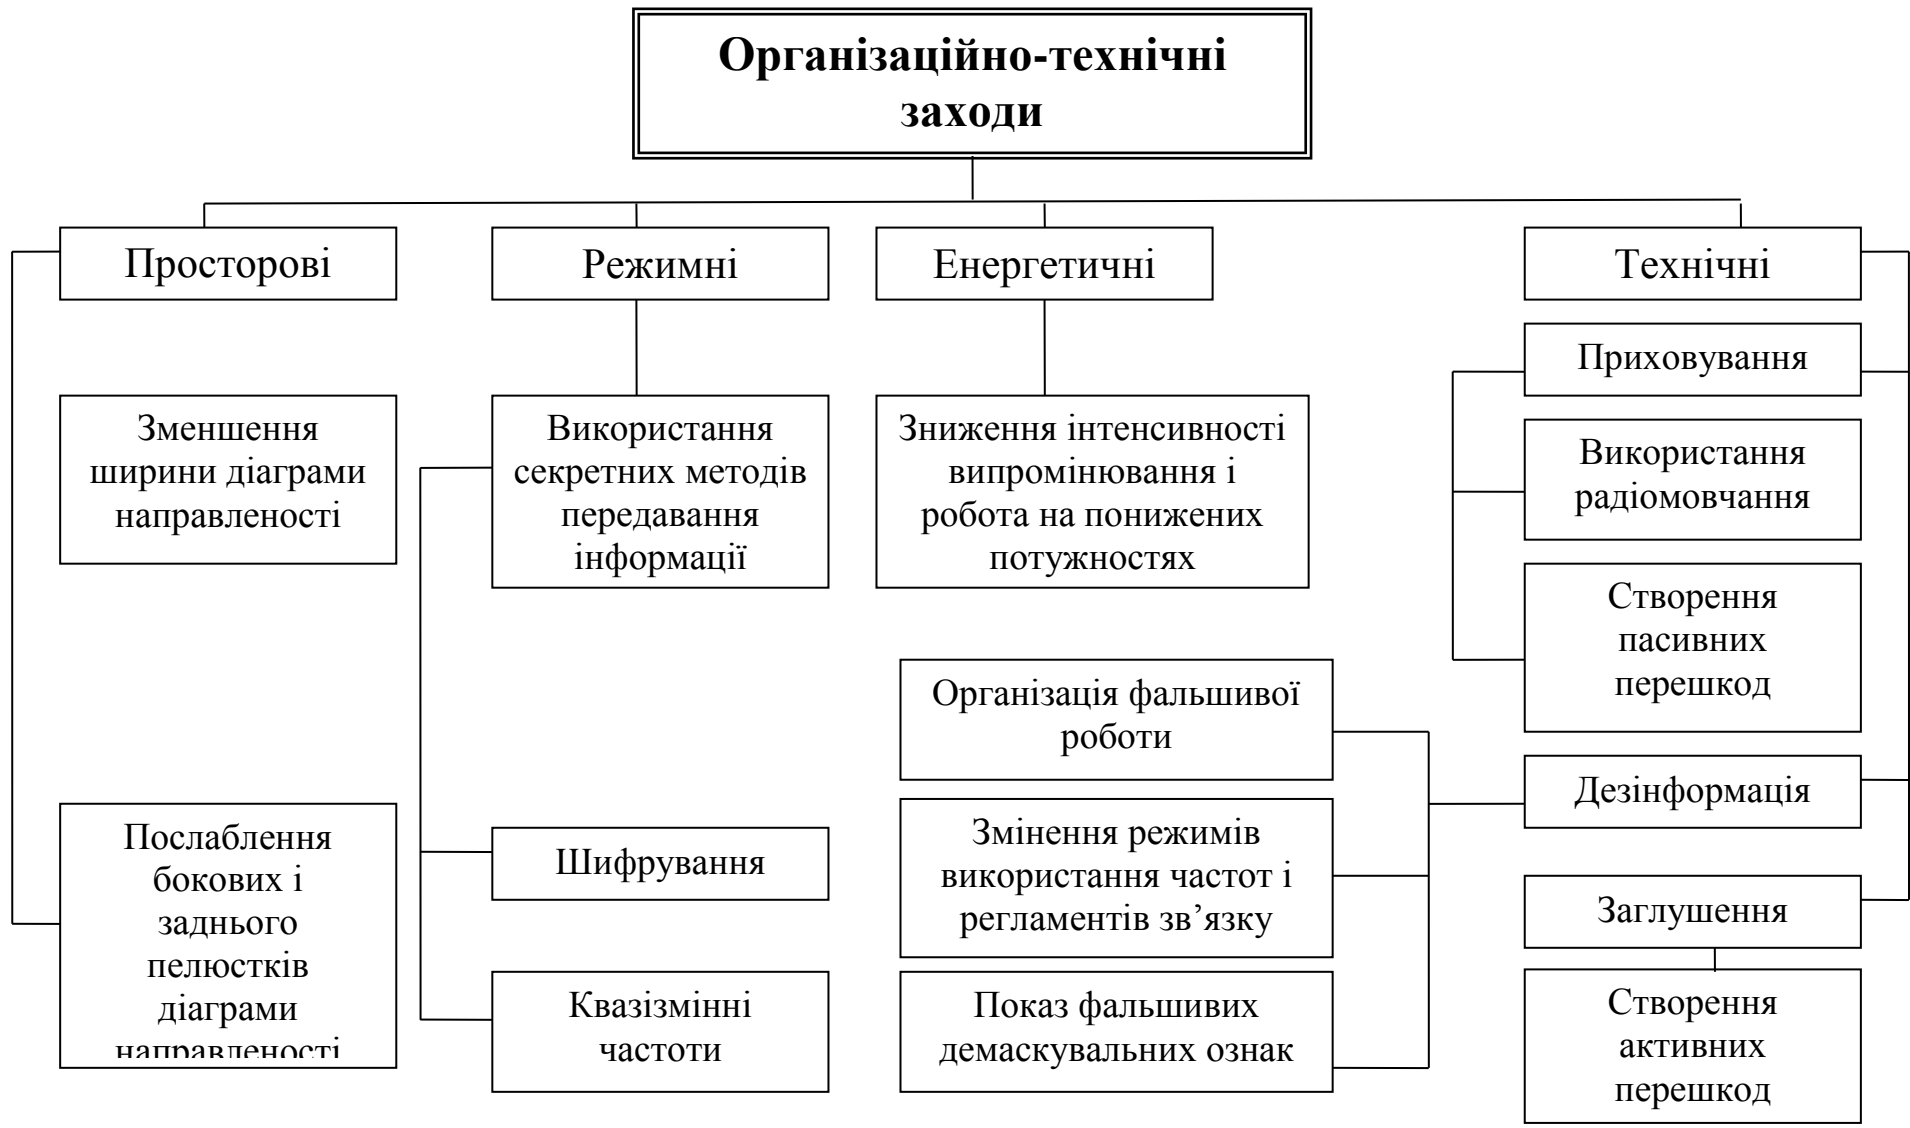 Організаційно-технічні
заходи
Просторові
Режимні
Енергетичні
Технічні
Зменшення
ширини діаграми
направленості
Використання
секретних методів
передавання
інформації
Зниження інтенсивності
випромінювання і
робота на понижених
потужностях
Приховування
Використання
радіомовчання
Створення
пасивних
перешкод
Організація фальшивої
роботи
Дезінформація
Послаблення
бокових і
заднього
пелюстків
діаграми
направленості
Шифрування
Змінення режимів
використання частот і
регламентів зв’язку
Заглушення
Квазізмінні
частоти
Показ фальшивих
демаскувальних ознак
Створення
активних
перешкод